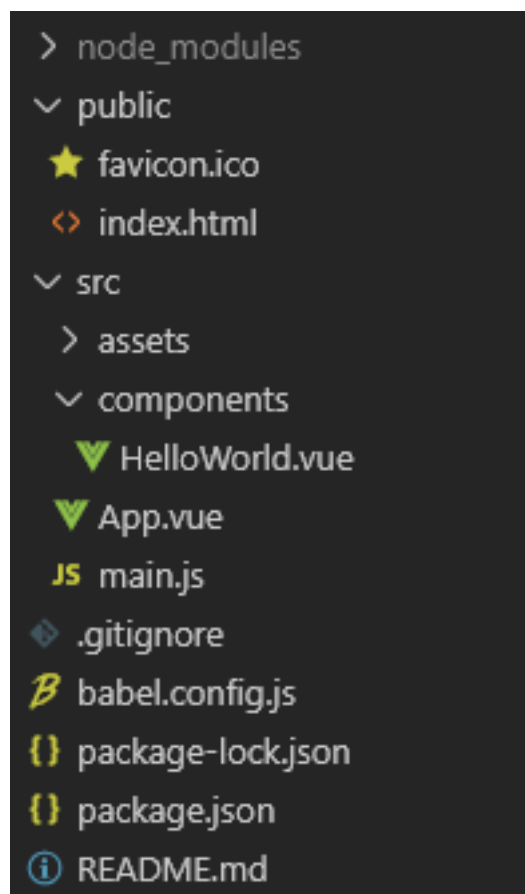 node_modules
public
favicon.ico
index.html
src
assets
components
HelloWorld.vue
App.vue
JS main.js
.gitignore
babel.config.js
package-lock.json
package.json
README.md